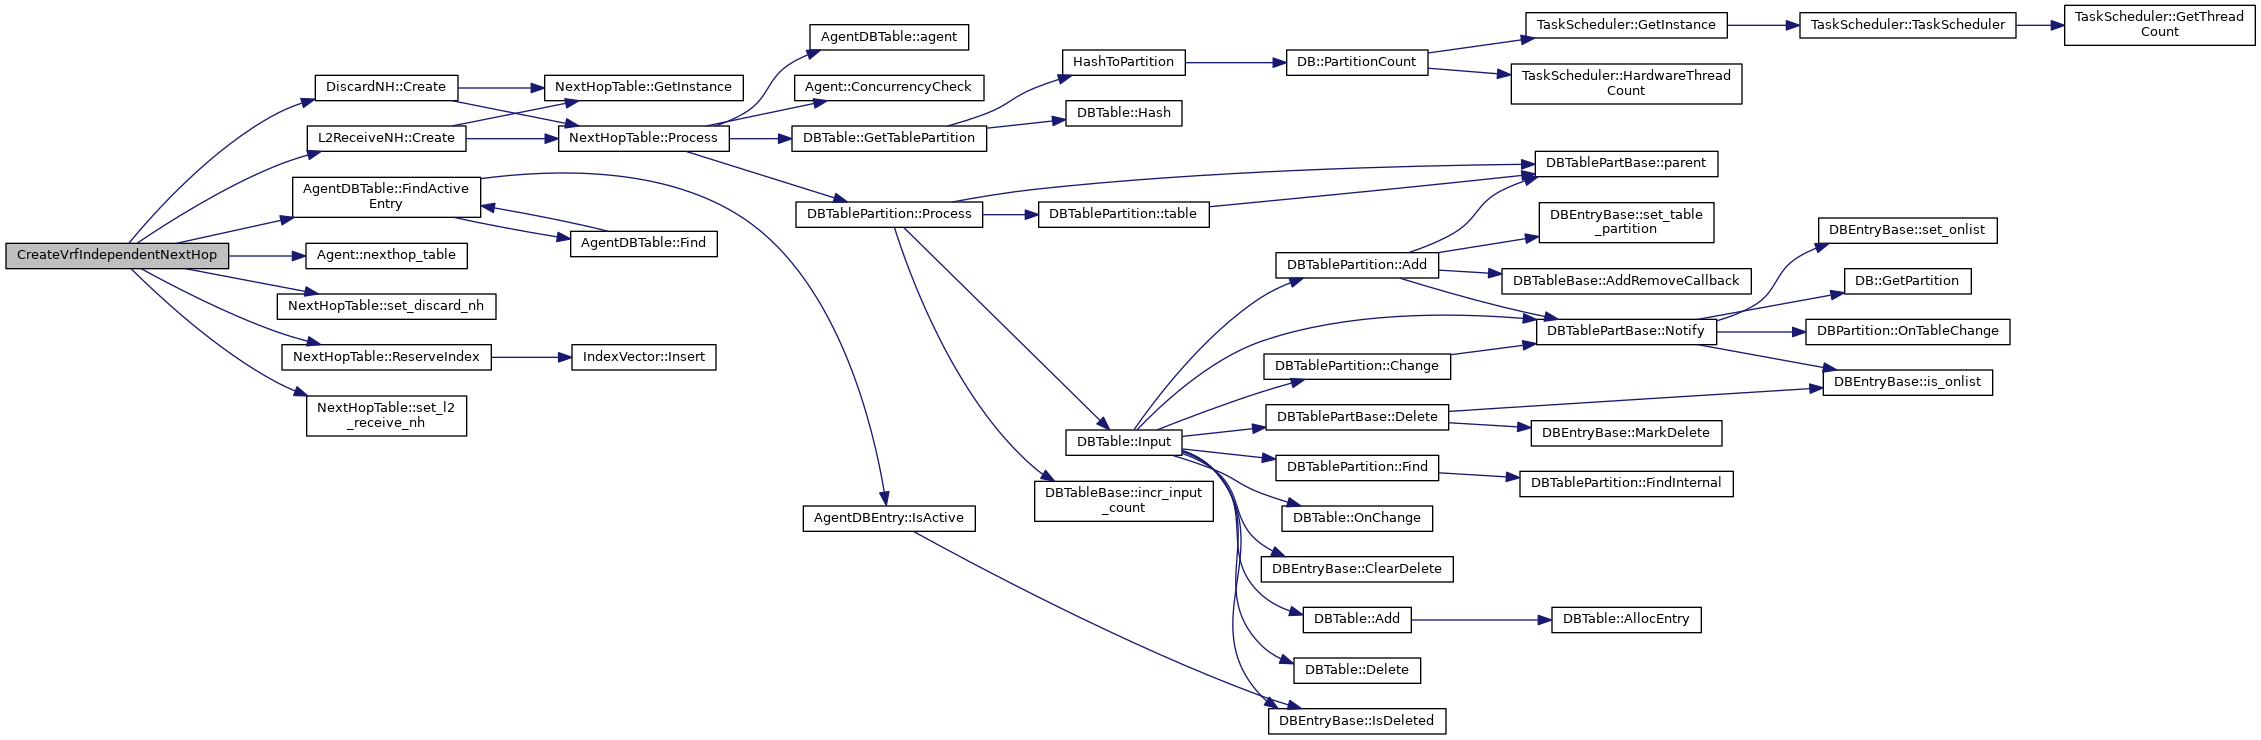 CreateVrfIndependentNextHop
DiscardNH::Create
L2ReceiveNH::Create
AgentDBTable::FindActive
Entry
Agent::nexthop_table
NextHopTable::set_discard_nh
NextHopTable::ReserveIndex
NextHopTable::set_l2
_receive_nh
NextHopTable::GetInstance
NextHopTable::Process
AgentDBTable::Find
IndexVector::Insert
AgentDBTable::agent
Agent::ConcurrencyCheck
DBTable::GetTablePartition
DBTablePartition::Process
AgentDBEntry::IsActive
HashToPartition
DBTable::Hash
DBTablePartition::table
DBTable::Input
DBTableBase::incr_input
_count
DB::PartitionCount
DBTablePartition::Add
DBTablePartition::Change
DBTablePartBase::Delete
DBTablePartition::Find
DBTable::OnChange
DBEntryBase::ClearDelete
DBTable::Add
DBTable::Delete
DBEntryBase::IsDeleted
TaskScheduler::GetInstance
TaskScheduler::HardwareThread
Count
DBTablePartBase::parent
DBEntryBase::set_table
_partition
DBTableBase::AddRemoveCallback
DBTablePartBase::Notify
DBEntryBase::MarkDelete
DBTablePartition::FindInternal
DBTable::AllocEntry
TaskScheduler::TaskScheduler
DBEntryBase::set_onlist
DB::GetPartition
DBPartition::OnTableChange
DBEntryBase::is_onlist
TaskScheduler::GetThread
Count